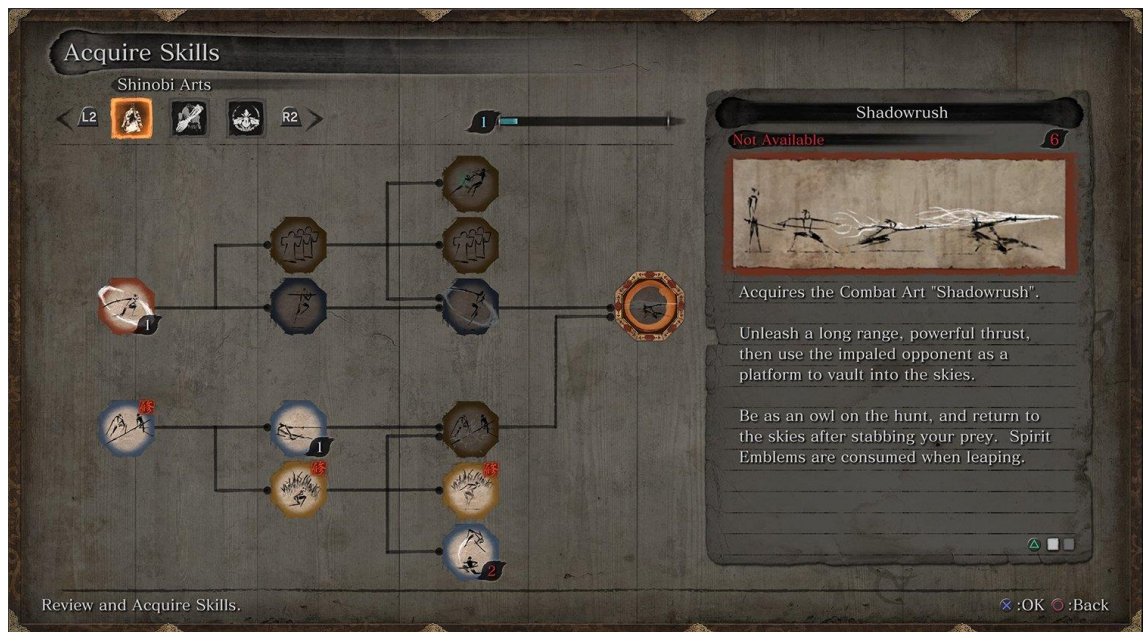 Acquire Skills
Shinobi Arts
L2
R2
1
Shadowrush
Not Available
6
1
修
1
修
修
2
Acquires the Combat Art "Shadowrush".
Unleash a long range, powerful thrust,
then use the impaled opponent as a
platform to vault into the skies.
Be as an owl on the hunt, and return to
the skies after stabbing your prey.  Spirit
Emblems are consumed when leaping.
Review and Acquire Skills.
:OK :Back